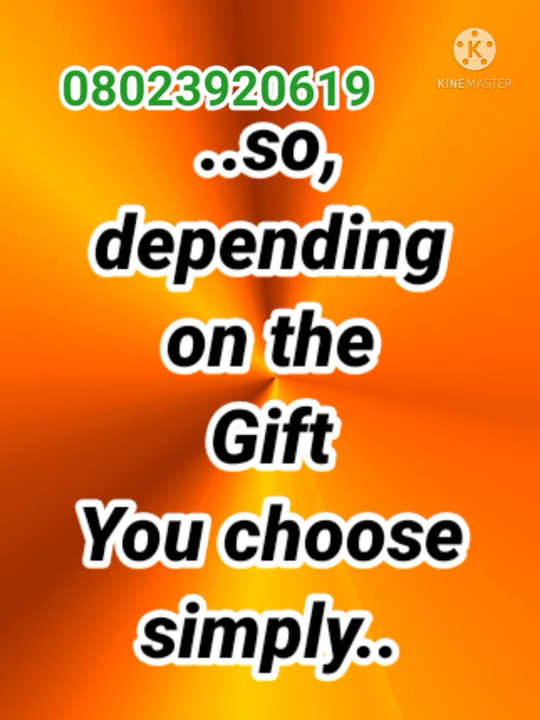 KINEMASTER
08023920619
..so,
depending
on the
Gift
You choose
simply..